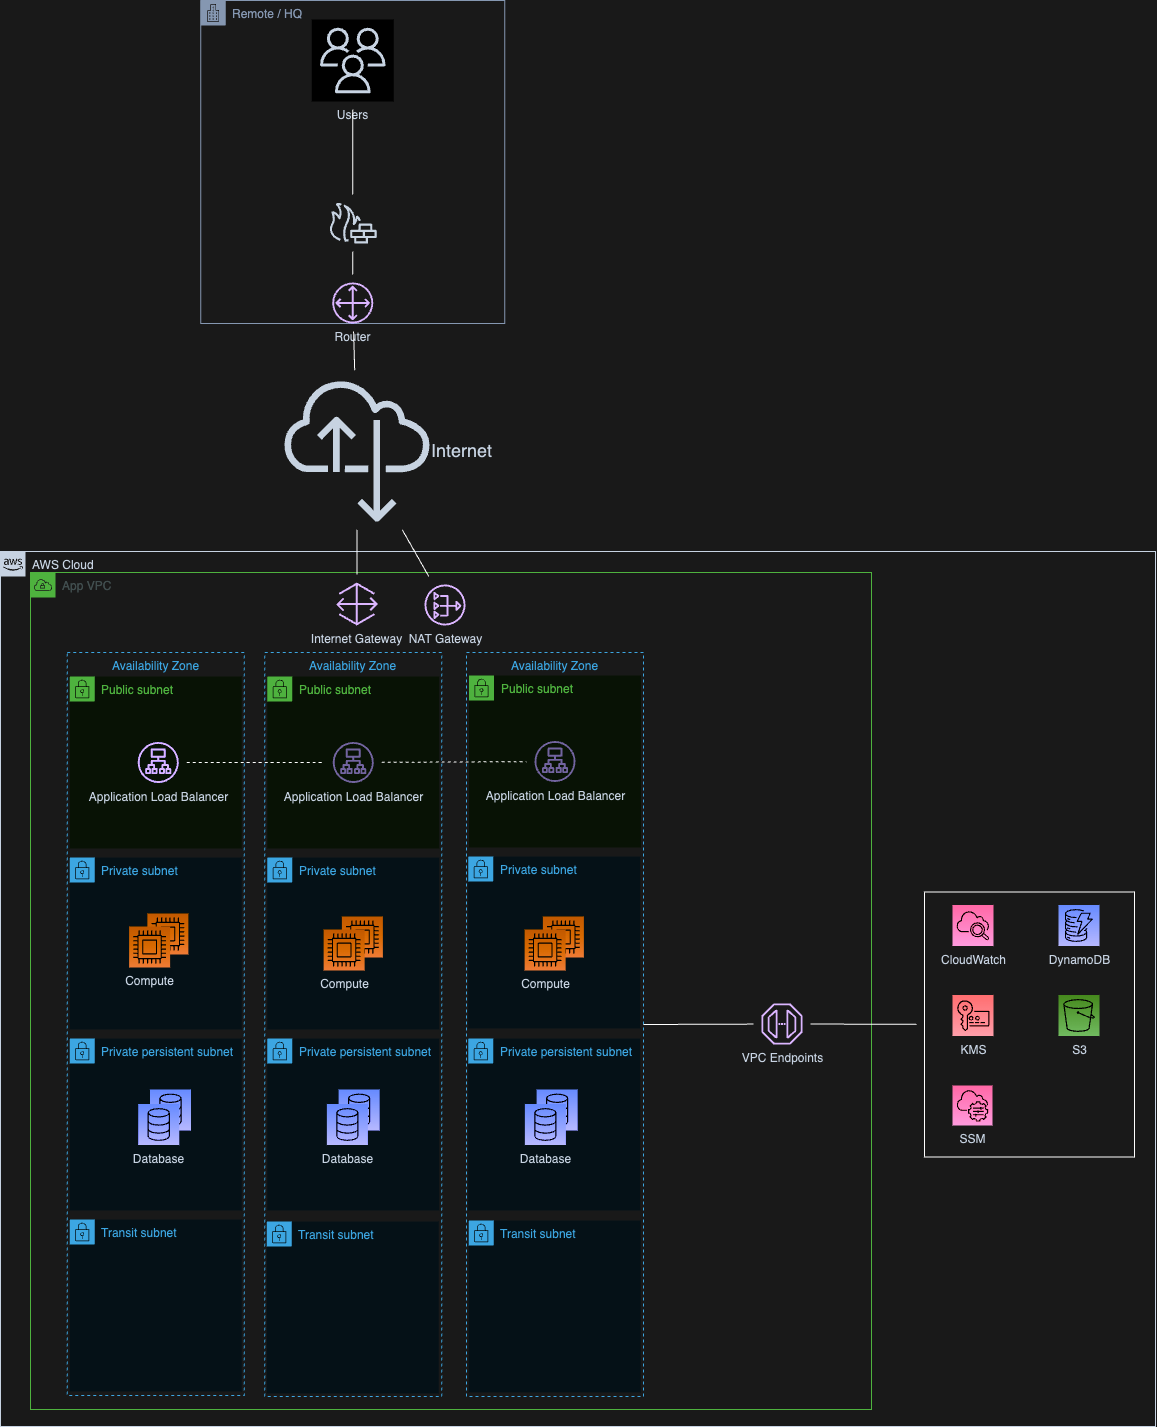 Remote / HQ
Users
Router
Internet
aws
AWS Cloud
App VPC
Internet Gateway
NAT Gateway
Availability Zone
Availability Zone
Availability Zone
Public subnet
Public subnet
Public subnet
Application Load Balancer
Application Load Balancer
Application Load Balancer
Private subnet
Private subnet
Private subnet
Compute
Compute
Compute
CloudWatch
DynamoDB
KMS
S3
SSM
VPC Endpoints
Private persistent subnet
Private persistent subnet
Private persistent subnet
Database
Database
Database
Transit subnet
Transit subnet
Transit subnet